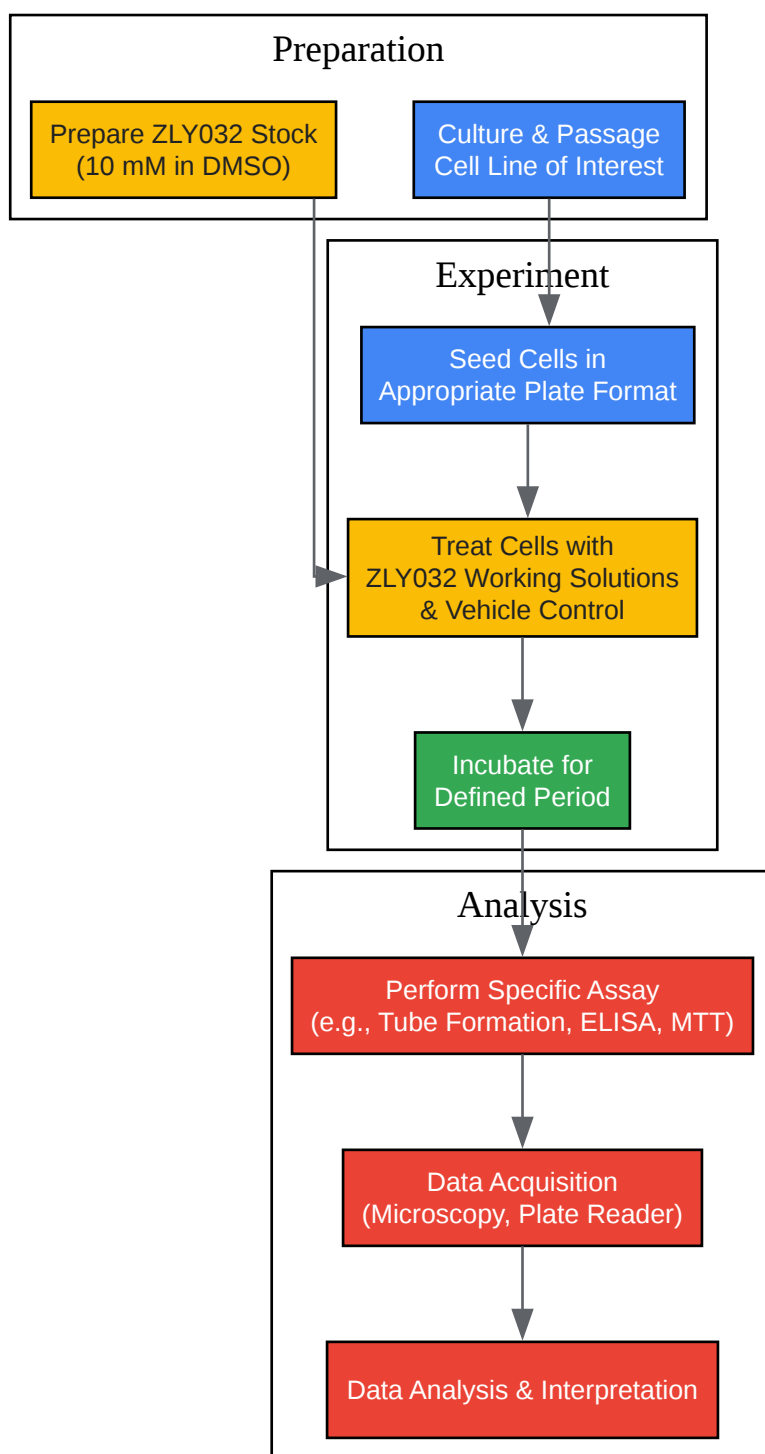 Preparation
Prepare ZLY032 Stock
(10 mM in DMSO)
Culture & Passage
Cell Line of Interest
Experiment
Seed Cells in
Appropriate Plate Format
Treat Cells with
ZLY032 Working Solutions
& Vehicle Control
Incubate for
Defined Period
Analysis
Perform Specific Assay
(e.g., Tube Formation, ELISA, MTT)
Data Acquisition
(Microscopy, Plate Reader)
Data Analysis & Interpretation